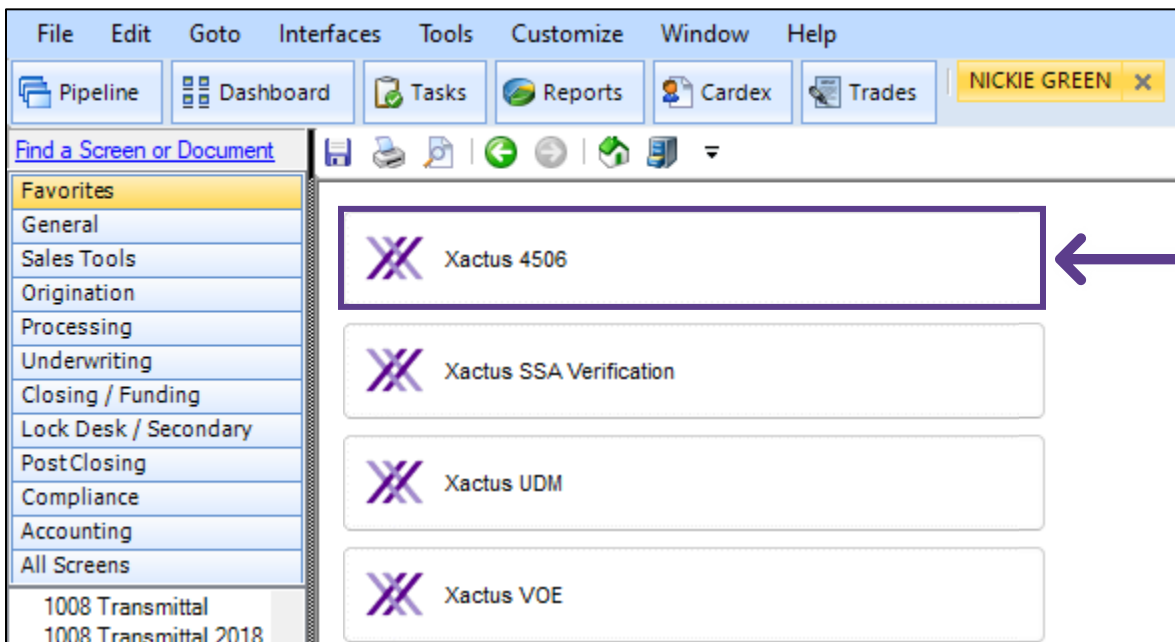 File Edit Goto Interfaces Tools Customize Window Help
Pipeline Dashboard Tasks Reports Cardex Trades NICKIE GREEN
Find a Screen or Document
Favorites
General
Sales Tools
Origination
Processing
Underwriting
Closing / Funding
Lock Desk / Secondary
PostClosing
Compliance
Accounting
All Screens
1008 Transmittal
1008 Transmittal 2018
Xactus 4506
Xactus SSA Verification
Xactus UDM
Xactus VOE